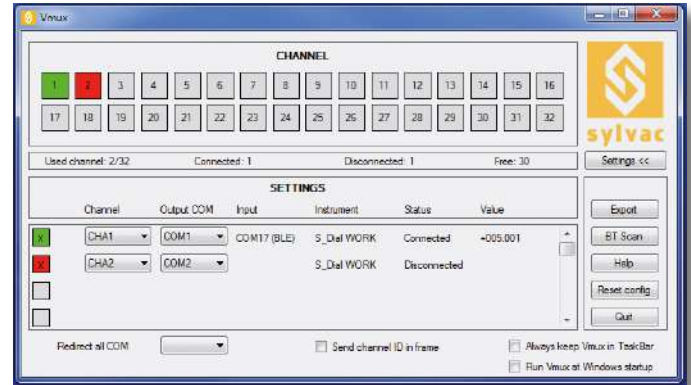 Vmux
CHANNEL
1 2 3 4 5 6 7 8 9 10 11 12 13 14 15 16
17 18 19 20 21 22 23 24 25 26 27 28 29 30 31 32
sylvac
Used channel: 2/32 Connected: 1 Disconnected: 1 Free: 30 Settings <<
SETTINGS
Channel Output COM Input Instrument Status Value
Export
X CHA1 COM1 COM17 (BLE) S_Dial WORK Connected +005.001
BT Scan
X CHA2 COM2 S_Dial WORK Disconnected
Help
Reset config
Quit
Redirect all COM Send channel ID in frame Always keep Vmux in TaskBar
Run Vmux at Windows startup